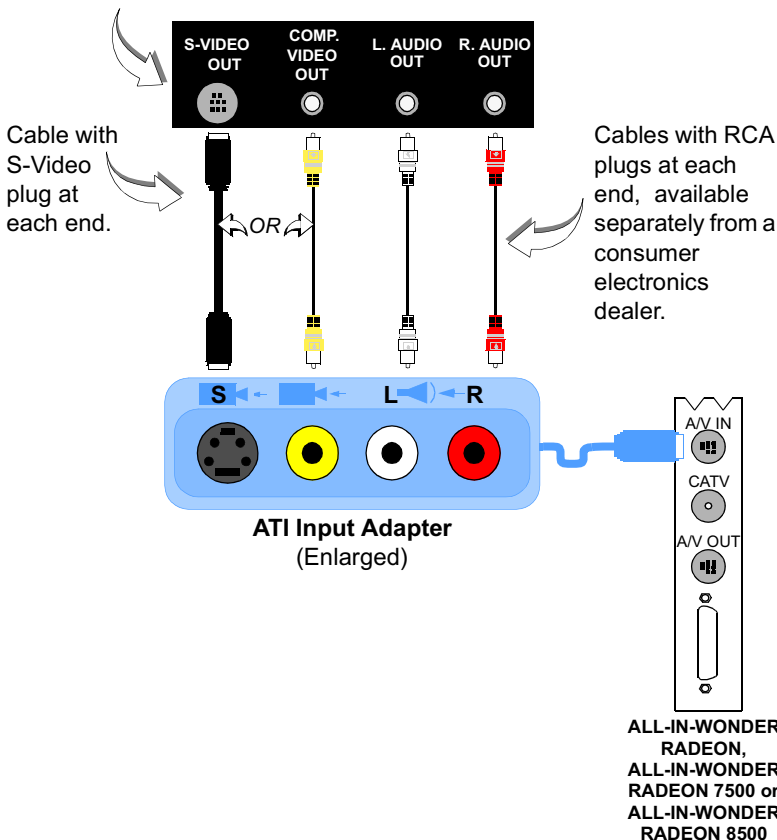 S-VIDEO
OUT
COMP.
VIDEO
OUT
L. AUDIO
OUT
R. AUDIO
OUT
Cable with
S-Video
plug at
each end.
OR
Cables with RCA
plugs at each
end, available
separately from a
consumer
electronics
dealer.
S
L
R
ATI Input Adapter
(Enlarged)
A/V IN
CATV
A/V OUT
ALL-IN-WONDER
RADEON,
ALL-IN-WONDER
RADEON 7500 or
ALL-IN-WONDER
RADEON 8500